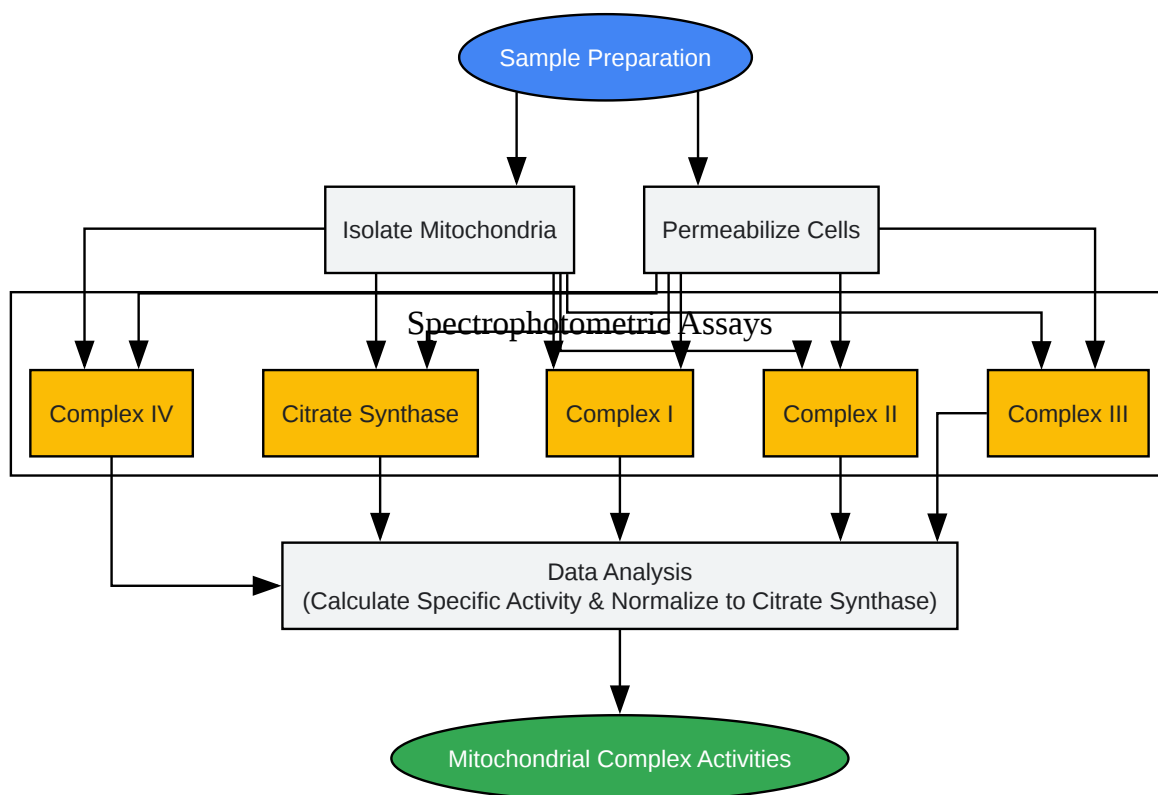 Sample Preparation
Isolate Mitochondria
Permeabilize Cells
Spectrophotometric Assays
Complex IV
Citrate Synthase
Complex I
Complex II
Complex III
Data Analysis
(Calculate Specific Activity & Normalize to Citrate Synthase)
Mitochondrial Complex Activities